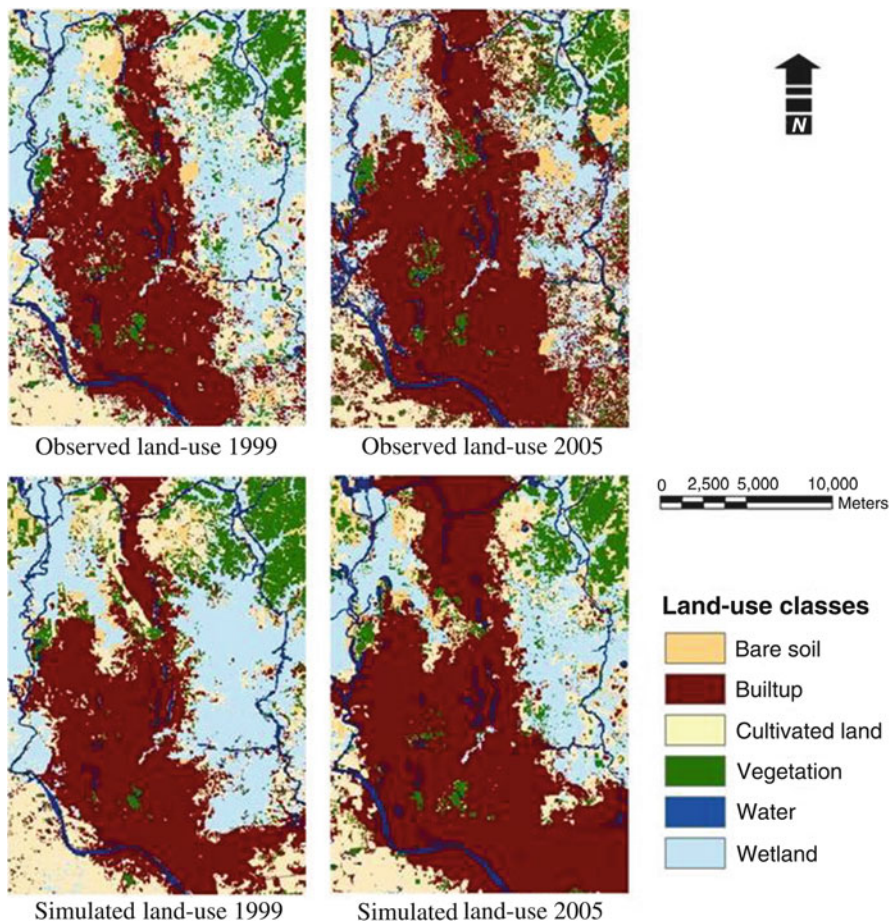 N
Observed land-use 1999
Observed land-use 2005
0 2,500 5,000 10,000
Meters
Land-use classes
Bare soil
Builtup
Cultivated land
Vegetation
Water
Wetland
Simulated land-use 1999
Simulated land-use 2005